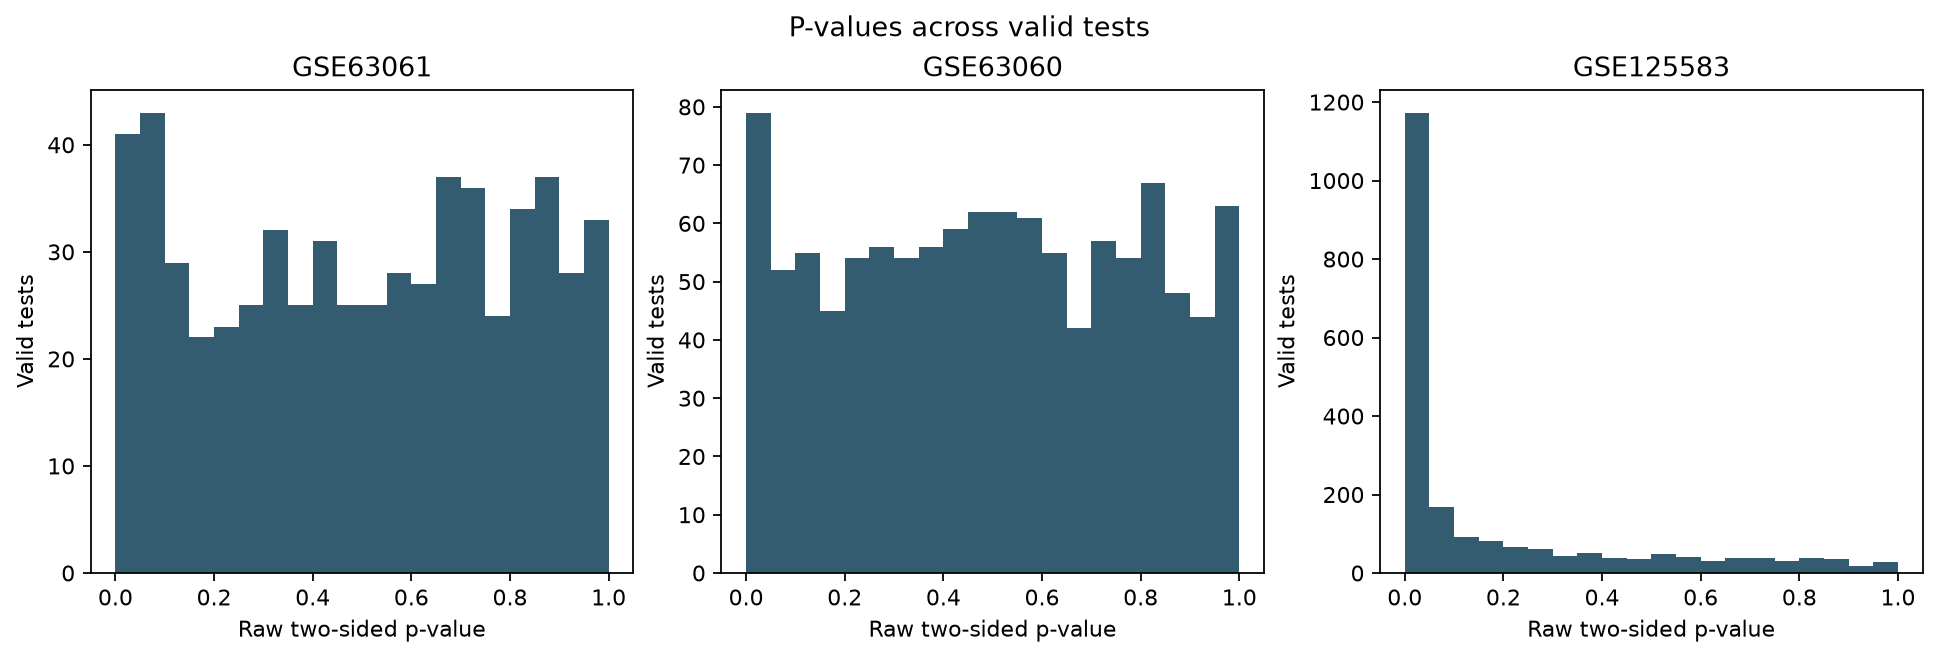 P-values across valid tests
GSE63061
GSE63060
GSE125583
Valid tests
0
10
20
30
40
0.0 0.2 0.4 0.6 0.8 1.0
Raw two-sided p-value
Valid tests
0
10
20
30
40
50
60
70
80
0.0 0.2 0.4 0.6 0.8 1.0
Raw two-sided p-value
Valid tests
0
200
400
600
800
1000
1200
0.0 0.2 0.4 0.6 0.8 1.0
Raw two-sided p-value